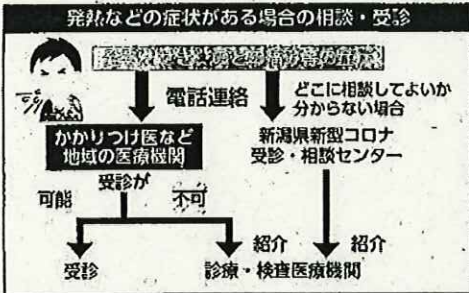 発熱などの症状がある場合の相談・受診
電話連絡
どこに相談してよいか
分からない場合
かかりつけ医など
地域の医療機関
新潟県新型コロナ
受診・相談センター
受診が
可能
不可
紹介
紹介
受診
診療・検査医療機関